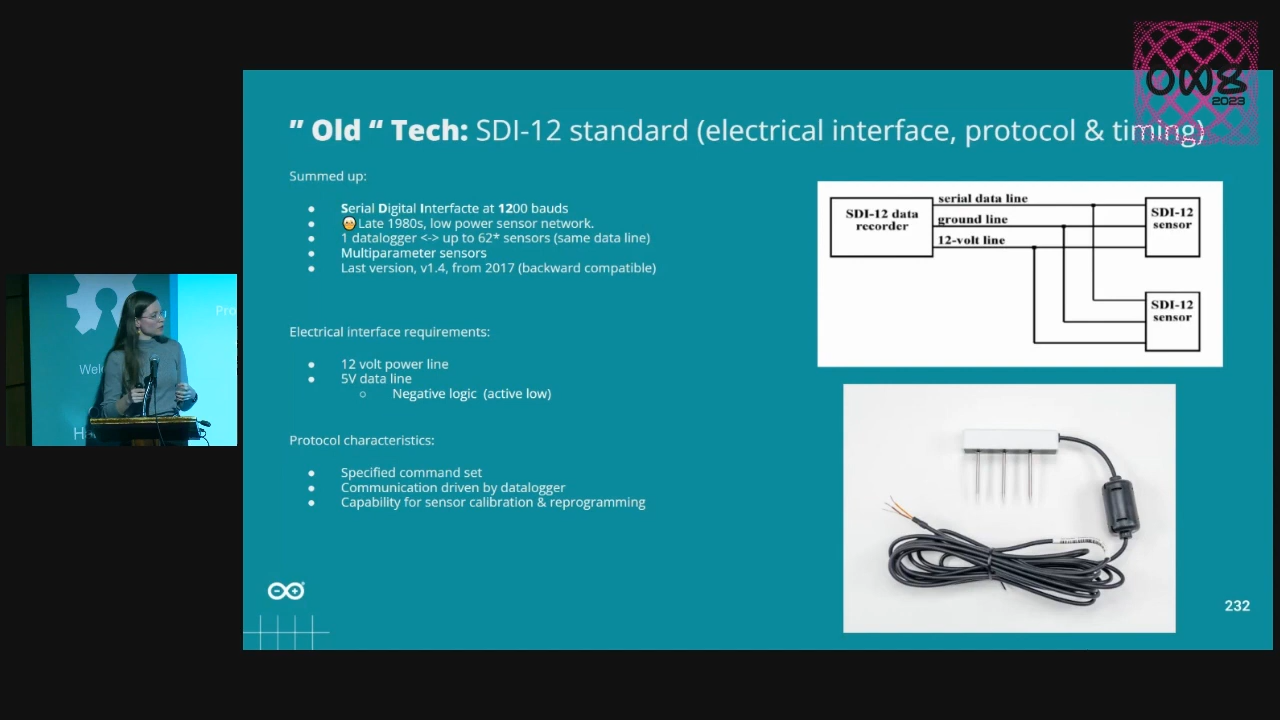 OW8
2023
” Old “ Tech: SDI-12 standard (electrical interface, protocol & timing)
Summed up:
● Serial Digital Interfacte at 1200 bauds
● Late 1980s, low power sensor network.
● 1 datalogger <-> up to 62* sensors (same data line)
● Multiparameter sensors
● Last version, v1.4, from 2017 (backward compatible)
Electrical interface requirements:
● 12 volt power line
● 5V data line
○ Negative logic (active low)
Protocol characteristics:
● Specified command set
● Communication driven by datalogger
● Capability for sensor calibration & reprogramming
SDI-12 data
recorder
serial data line
ground line
12-volt line
SDI-12
sensor
SDI-12
sensor
232
Pro
Wel
H